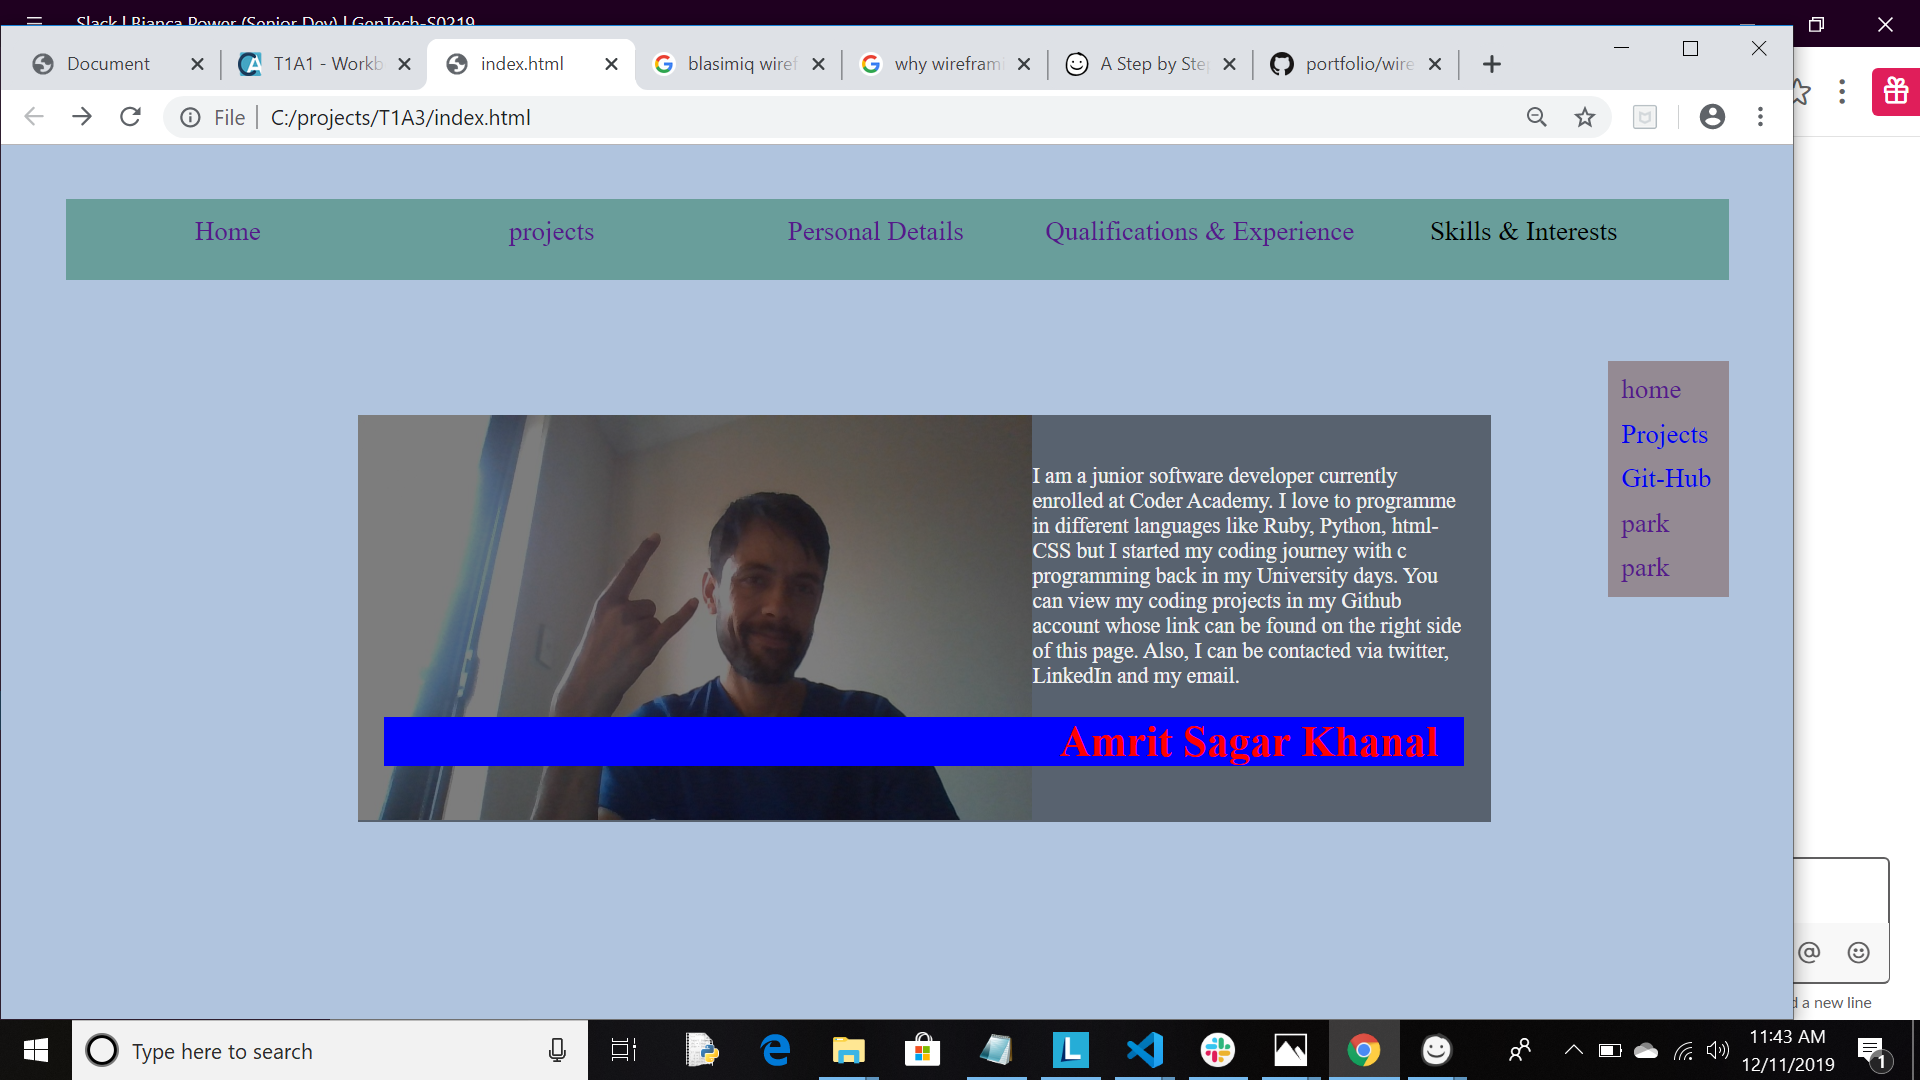 Slack | Bianca Power (Senior Dev) | GenTech-S0219
Document
T1A1 - Workb
index.html
blasimiq wiref
why wirefram
A Step by Step
portfolio/wire
File
C:/projects/T1A3/index.html
Home projects Personal Details Qualifications & Experience Skills & Interests
home
Projects
Git-Hub
park
park
I am a junior software developer currently
enrolled at Coder Academy. I love to programme
in different languages like Ruby, Python, html-
CSS but I started my coding journey with c
programming back in my University days. You
can view my coding projects in my Github
account whose link can be found on the right side
of this page. Also, I can be contacted via twitter,
LinkedIn and my email.
Amrit Sagar Khanal
d a new line
Type here to search
L
11:43 AM
12/11/2019
1